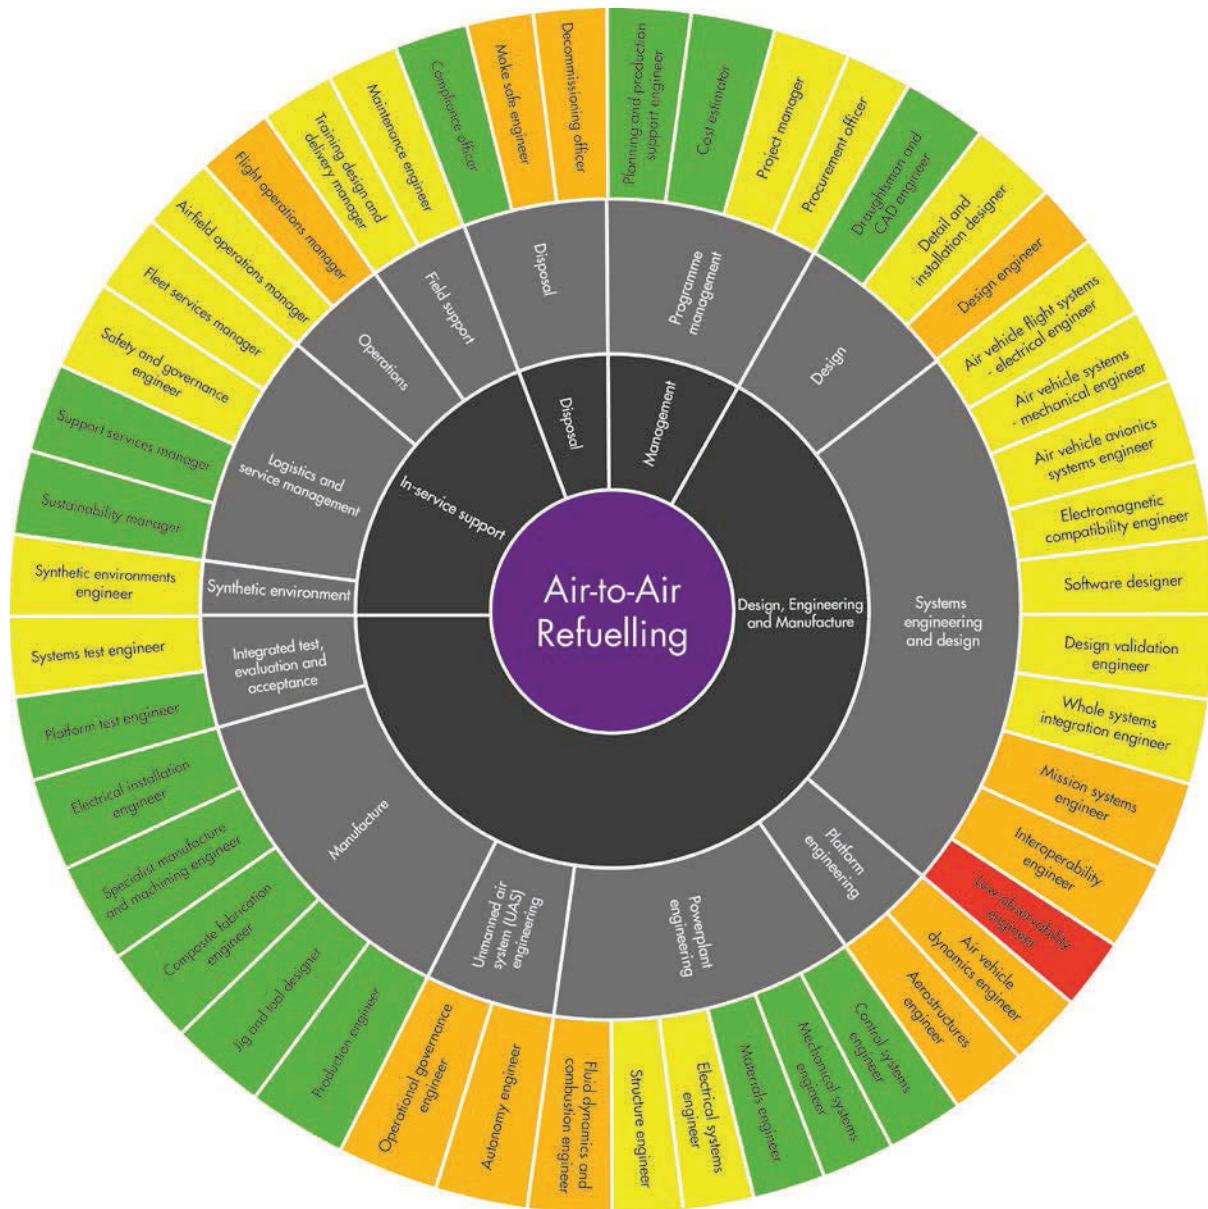 Air-to-Air
Refuelling
Management
Design, Engineering
and Manufacture
In-service support
Disposal
Programme
management
Design
Systems
engineering
and design
Platform
engineering
Powerplant
engineering
Unmanned air
system (UAS)
engineering
Manufacture
Integrated test,
evaluation and
acceptance
Synthetic environment
Logistics and
service management
Operations
Field support
Disposal
Planning and production
support engineer
Cost estimator
Project manager
Procurement officer
Draughtsman and
CAD engineer
Detail and
installation designer
Design engineer
Air vehicle flight systems
- electrical engineer
Air vehicle systems
- mechanical engineer
Air vehicle avionics
systems engineer
Electromagnetic
compatibility engineer
Software designer
Design validation
engineer
Whole systems
integration engineer
Mission systems
engineer
Interoperability
engineer
Low-observability
engineer
Air vehicle
dynamics engineer
Aerostructures
engineer
Control systems
engineer
Mechanical systems
engineer
Materials engineer
Electrical systems
engineer
Structure engineer
Fluid dynamics and
combustion engineer
Autonomy engineer
Operational governance
engineer
Production engineer
Jig and tool designer
Composite fabrication
engineer
Specialist manufacture
and machining engineer
Electrical installation
engineer
Platform test engineer
Systems test engineer
Synthetic environments
engineer
Sustainability manager
Support services manager
Safety and governance
engineer
Fleet services manager
Airfield operations manager
Flight operations manager
Training design and
delivery manager
Maintenance engineer
Compliance officer
Make safe engineer
Decommissioning officer